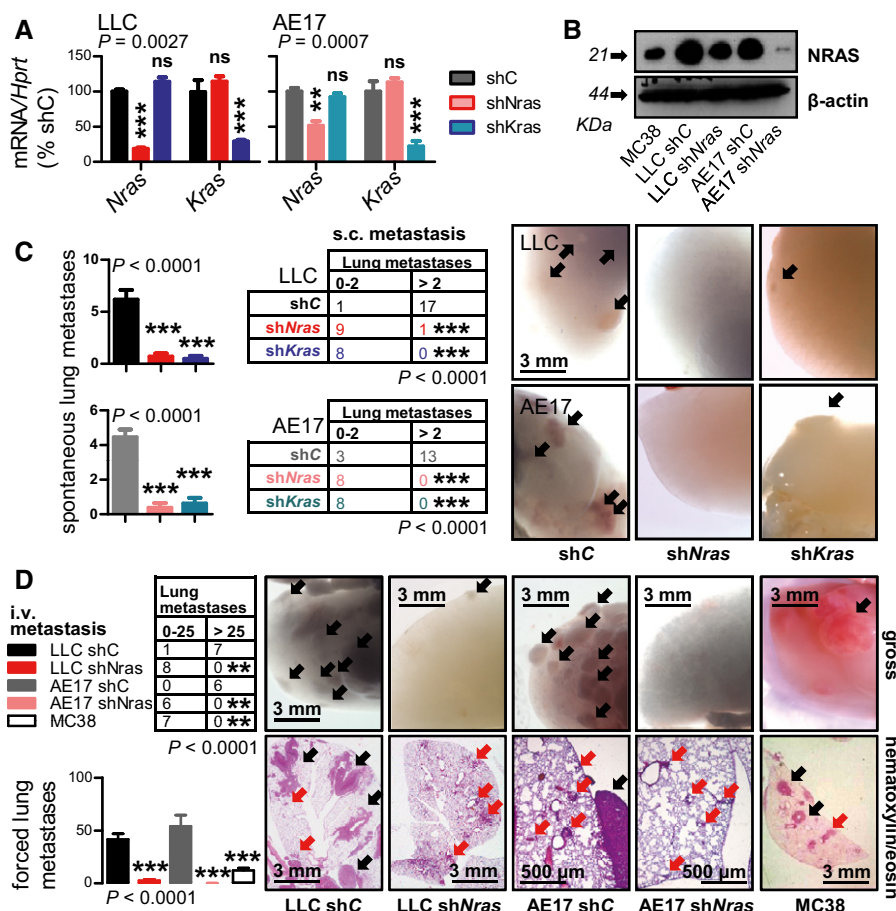 A
LLC
P = 0.0027
AE17
P = 0.0007
mRNA/Hprt
(% shC)
150
100
50
0
ns
***
ns
***
Nras
Kras
ns
**
ns
***
Nras
Kras
shC
shNras
shKras
B
21
44
KDa
NRAS
β-actin
MC38
LLC shC
LLC shNras
AE17 shC
AE17 shNras
C
spontaneous lung metastases
10
5
0
P < 0.0001
***
***
6
4
2
0
P < 0.0001
***
***
s.c. metastasis
LLC
Lung metastases
0-2 > 2
shC 1 17
shNras 9 1 ***
shKras 8 0 ***
P < 0.0001
AE17
Lung metastases
0-2 > 2
shC 3 13
shNras 8 0 ***
shKras 8 0 ***
P < 0.0001
LLC
3 mm
AE17
shC
shNras
shKras
D
i.v.
metastasis
LLC shC
LLC shNras
AE17 shC
AE17 shNras
MC38
Lung
metastases
0-25 > 25
1 7
8 0 **
0 6
6 0 **
7 0 **
P < 0.0001
forced lung
metastases
100
50
0
***
***
***
P < 0.0001
3 mm
3 mm
3 mm
3 mm
3 mm
gross
3 mm
3 mm
500 µm
500 µm
3 mm
hematoxylin/eosin
LLC shC
LLC shNras
AE17 shC
AE17 shNras
MC38